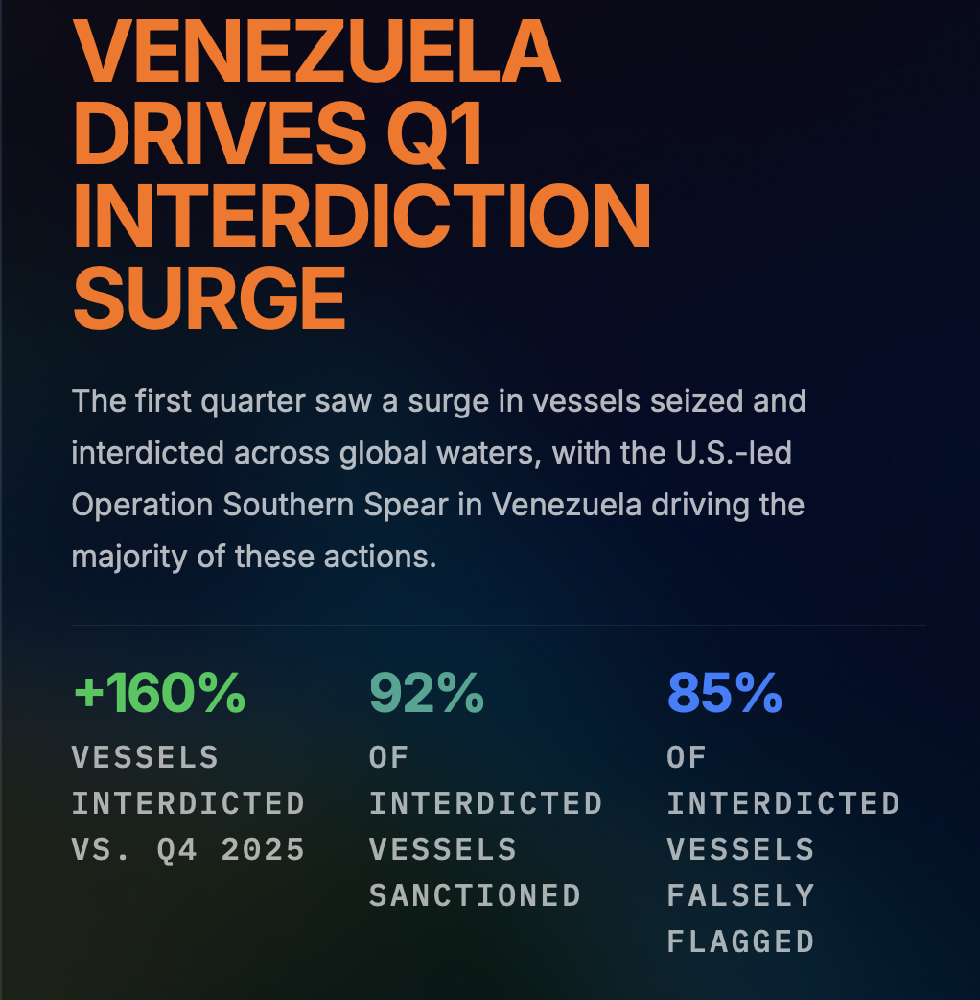 VENEZUELA
DRIVES Q1
INTERDICTION
SURGE
The first quarter saw a surge in vessels seized and
interdicted across global waters, with the U.S.-led
Operation Southern Spear in Venezuela driving the
majority of these actions.
+160%
VESSELS
INTERDICTED
VS. Q4 2025
92%
OF
INTERDICTED
VESSELS
SANCTIONED
85%
OF
INTERDICTED
VESSELS
FALSELY
FLAGGED